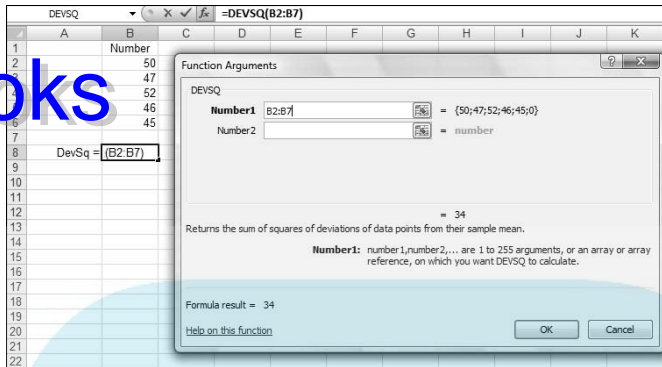 DEVSQ =DEVSQ(B2:B7)
A B C D E F G H I J K
1 Number
2 50
47
52
46
6 45
7
8 DevSq = (B2:B7)
9
10
11
12
13
14
15
16
17
18
19
20
21
22
oks
Function Arguments
DEVSQ
Number1 B2:B7 = {50;47;52;46;45;0}
Number2 = number
= 34
Returns the sum of squares of deviations of data points from their sample mean.
Number1: number1,number2,... are 1 to 255 arguments, or an array or array
reference, on which you want DEVSQ to calculate.
Formula result = 34
Help on this function
OK Cancel